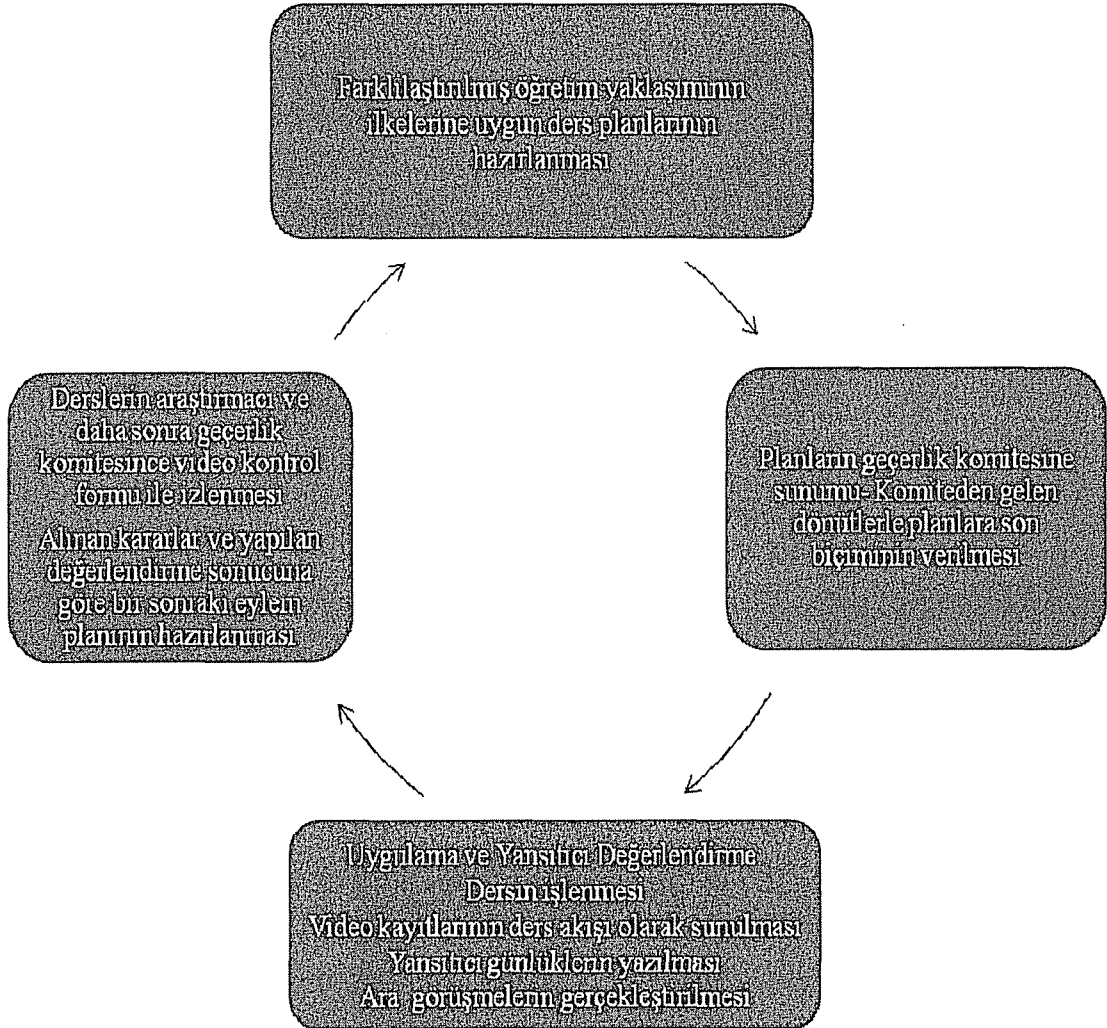 Farklılaştırılmış öğretim yaklaşımının
ilkelerine uygun ders planlarının
hazırlanması
Planların geçerlik komitesine
sunumu- Komiteden gelen
dönütlerle planlara son
biçiminin verilmesi
Uygulama ve Yansıtıcı Değerlendirme
Dersin işlenmesi
Video kayıtlarının ders akışı olarak sunulması
Yansıtıcı günlüklerin yazılması
Ara görüşmelerin gerçekleştirilmesi
Derslerin araştırmacı ve
daha sonra geçerlik
komitesince video kontrol
formu ile izlenmesi
Alınan kararlar ve yapılan
değerlendirme sonucuna
göre bir sonraki eylem
planının hazırlanması